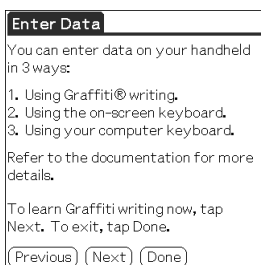 Enter Data
You can enter data on your handheld
in 3 ways:
1. Using Graffiti® writing.
2. Using the on-screen keyboard.
3. Using your computer keyboard.
Refer to the documentation for more
details.
To learn Graffiti writing now, tap
Next. To exit, tap Done.
Previous Next Done